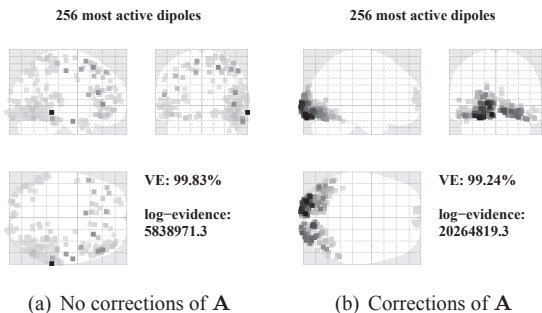 256 most active dipoles
256 most active dipoles
VE: 99.83%
log−evidence:
5838971.3
VE: 99.24%
log−evidence:
20264819.3
(a) No corrections of A
(b) Corrections of A